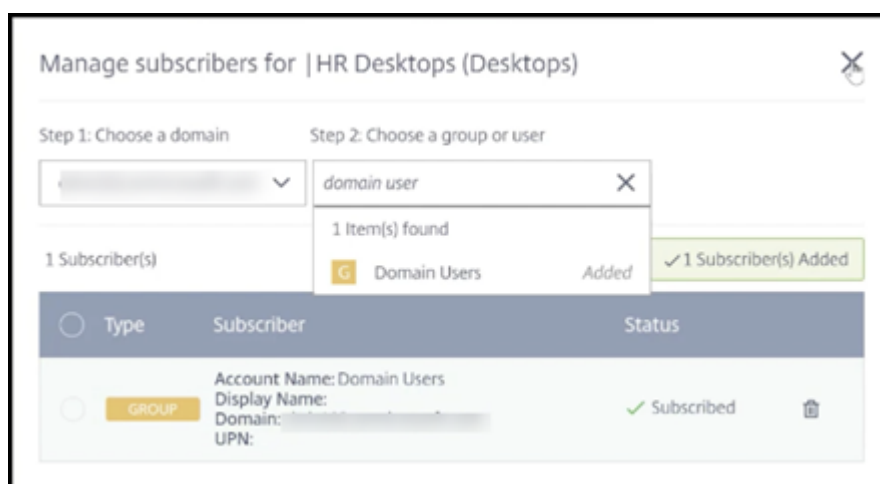 Manage subscribers for | HR Desktops (Desktops)
Step 1: Choose a domain
Step 2: Choose a group or user
domain user
1 Item(s) found
G Domain Users Added
1 Subscriber(s)
✓1 Subscriber(s) Added
Type Subscriber Status
GROUP
Account Name: Domain Users
Display Name:
Domain:
UPN:
✓ Subscribed